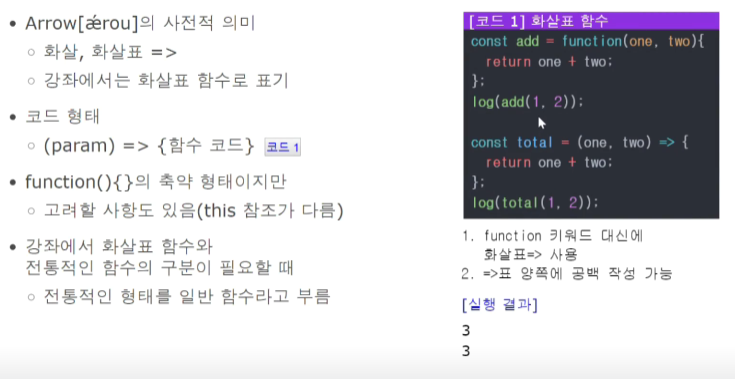 • Arrow[ǽrou]의 사전적 의미
○ 화살, 화살표 =>
○ 강좌에서는 화살표 함수로 표기
• 코드 형태
○ (param) => {함수 코드} 코드 1
• function(){}의 축약 형태이지만
○ 고려할 사항도 있음(this 참조가 다름)
• 강좌에서 화살표 함수와
전통적인 함수의 구분이 필요할 때
○ 전통적인 형태를 일반 함수라고 부름
[코드 1] 화살표 함수
const add = function(one, two){
return one + two;
};
log(add(1, 2));
const total = (one, two) => {
return one + two;
};
log(total(1, 2));
1. function 키워드 대신에
화살표=> 사용
2. =>표 양쪽에 공백 작성 가능
[실행 결과]
3
3